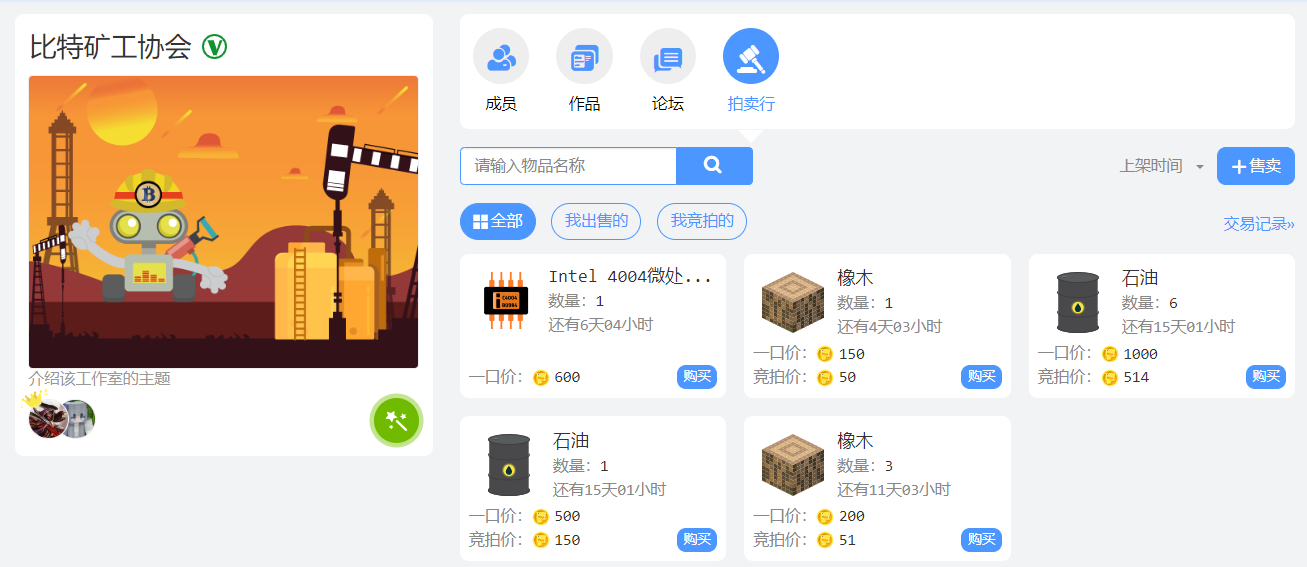 比特矿工协会
介绍该工作室的主题
成员
作品
论坛
拍卖行
请输入物品名称
上架时间
售卖
全部
我出售的
我竞拍的
交易记录»
Intel 4004微处...
数量: 1
还有6天04小时
一口价: 600
购买
橡木
数量: 1
还有4天03小时
一口价: 150
竞拍价: 50
购买
石油
数量: 6
还有15天01小时
一口价: 1000
竞拍价: 514
购买
石油
数量: 1
还有15天01小时
一口价: 500
竞拍价: 150
购买
橡木
数量: 3
还有11天03小时
一口价: 200
竞拍价: 51
购买